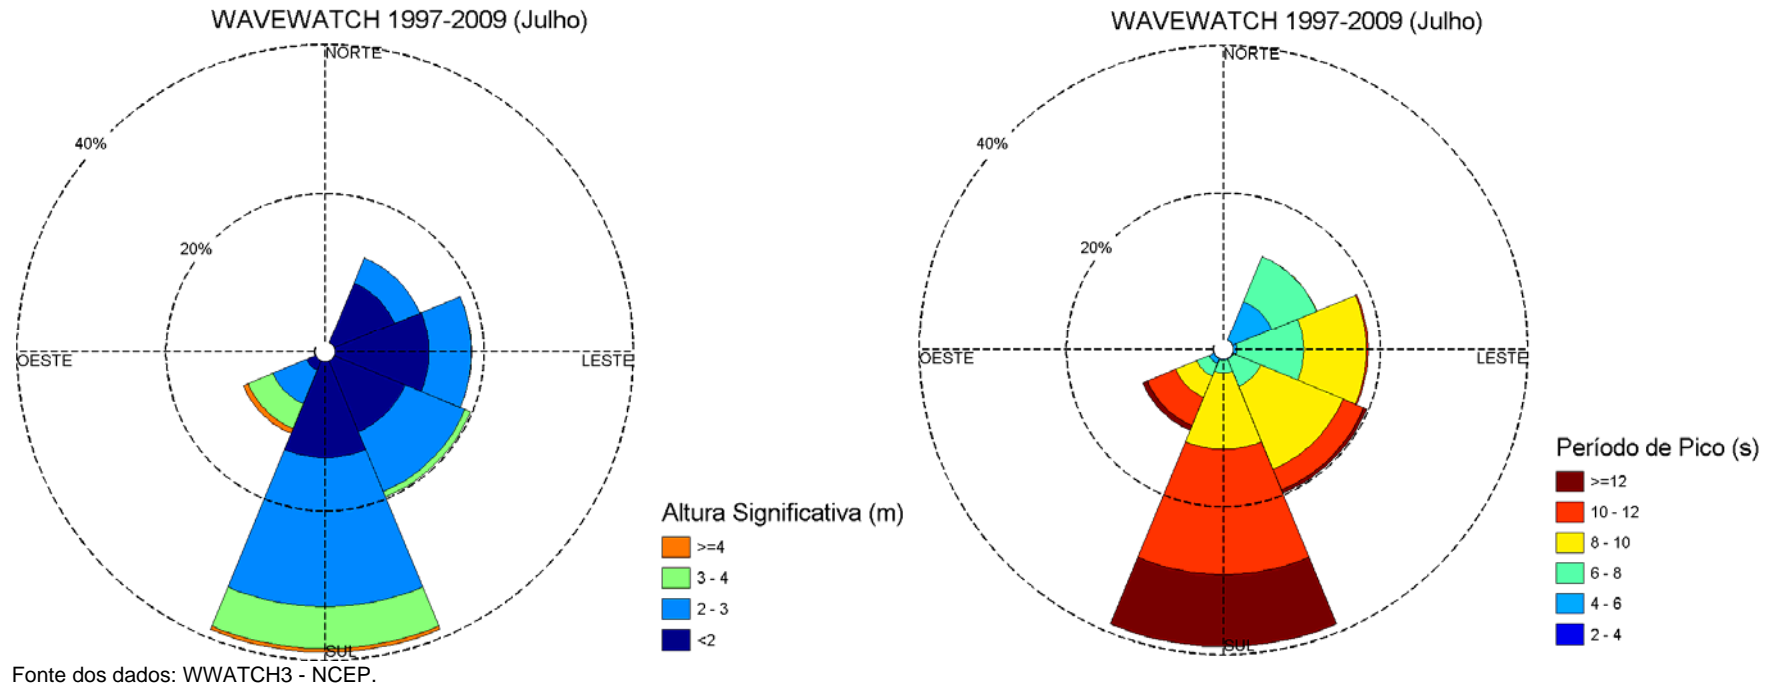 WAVEWATCH 1997-2009 (Julho)
NORTE
40%
20%
OESTE
LESTE
SUL
Altura Significativa (m)
>=4
3 - 4
2 - 3
<2
WAVEWATCH 1997-2009 (Julho)
NORTE
40%
20%
OESTE
LESTE
SUL
Período de Pico (s)
>=12
10 - 12
8 - 10
6 - 8
4 - 6
2 - 4
Fonte dos dados: WWATCH3 - NCEP.